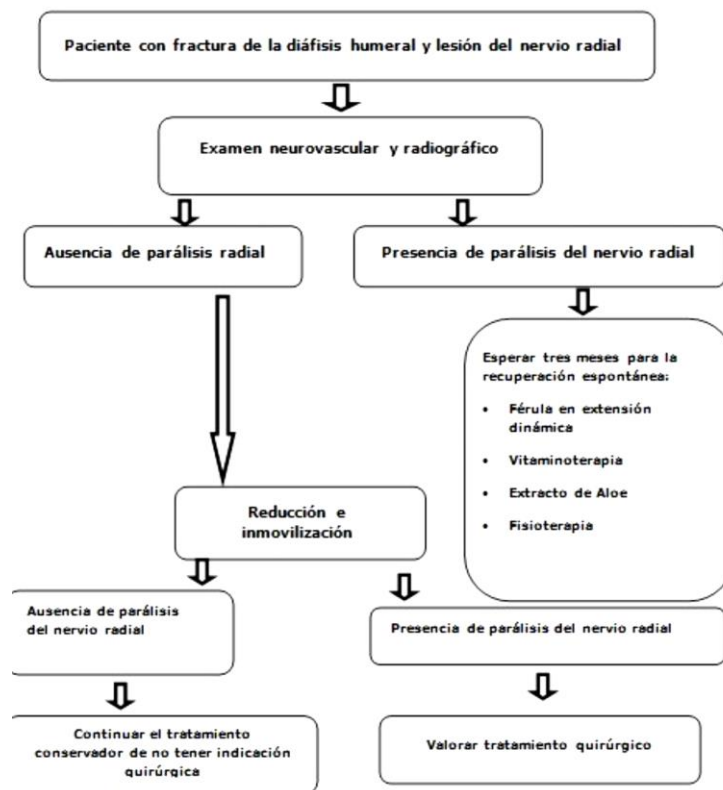 Paciente con fractura de la diáfisis humeral y lesión del nervio radial
Examen neurovascular y radiográfico
Ausencia de parálisis radial
Presencia de parálisis del nervio radial
Esperar tres meses para la
recuperación espontánea:
• Férula en extensión
dinámica
• Vitaminoterapia
• Extracto de Aloe
• Fisioterapia
Reducción e
inmovilización
Ausencia de parálisis
del nervio radial
Presencia de parálisis del nervio radial
Continuar el tratamiento
conservador de no tener indicación
quirúrgica
Valorar tratamiento quirúrgico